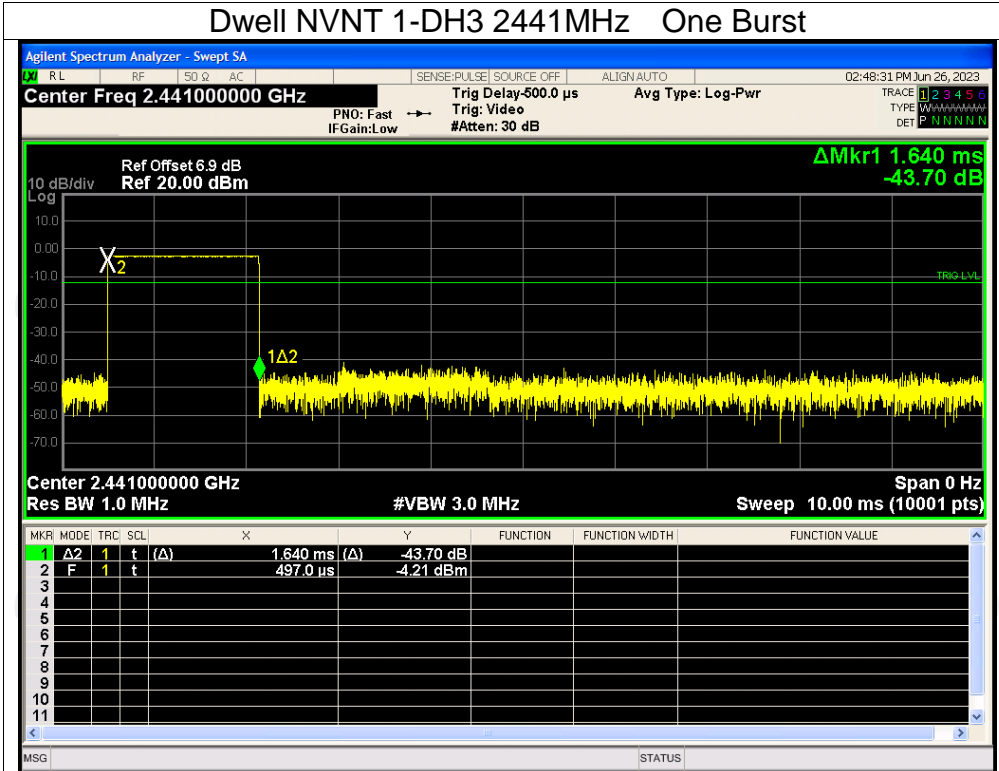 Dwell NVNT 1-DH3 2441MHz One Burst
Agilent Spectrum Analyzer - Swept SA
LXI RL RF 50 Ω AC SENSE:PULSE SOURCE OFF ALIGN AUTO 02:48:31 PM Jun 26, 2023
Center Freq 2.441000000 GHz Trig Delay-500.0 µs Avg Type: Log-Pwr TRACE 1 2 3 4 5 6
PNO: Fast Trig: Video TYPE WWWWWW
IFGain:Low #Atten: 30 dB DET P N N N N N
ΔMkr1 1.640 ms
-43.70 dB
Ref Offset 6.9 dB
10 dB/div Ref 20.00 dBm
Log
10.0
0.00
X2
-10.0
TRIG LVL
-20.0
-30.0
-40.0
1Δ2
-50.0
-60.0
-70.0
Center 2.441000000 GHz Span 0 Hz
Res BW 1.0 MHz #VBW 3.0 MHz Sweep 10.00 ms (10001 pts)
MKR MODE TRC SCL X Y FUNCTION FUNCTION WIDTH FUNCTION VALUE
1 Δ2 1 t (Δ) 1.640 ms (Δ) -43.70 dB
2 F 1 t 497.0 µs -4.21 dBm
3
4
5
6
7
8
9
10
11
MSG STATUS